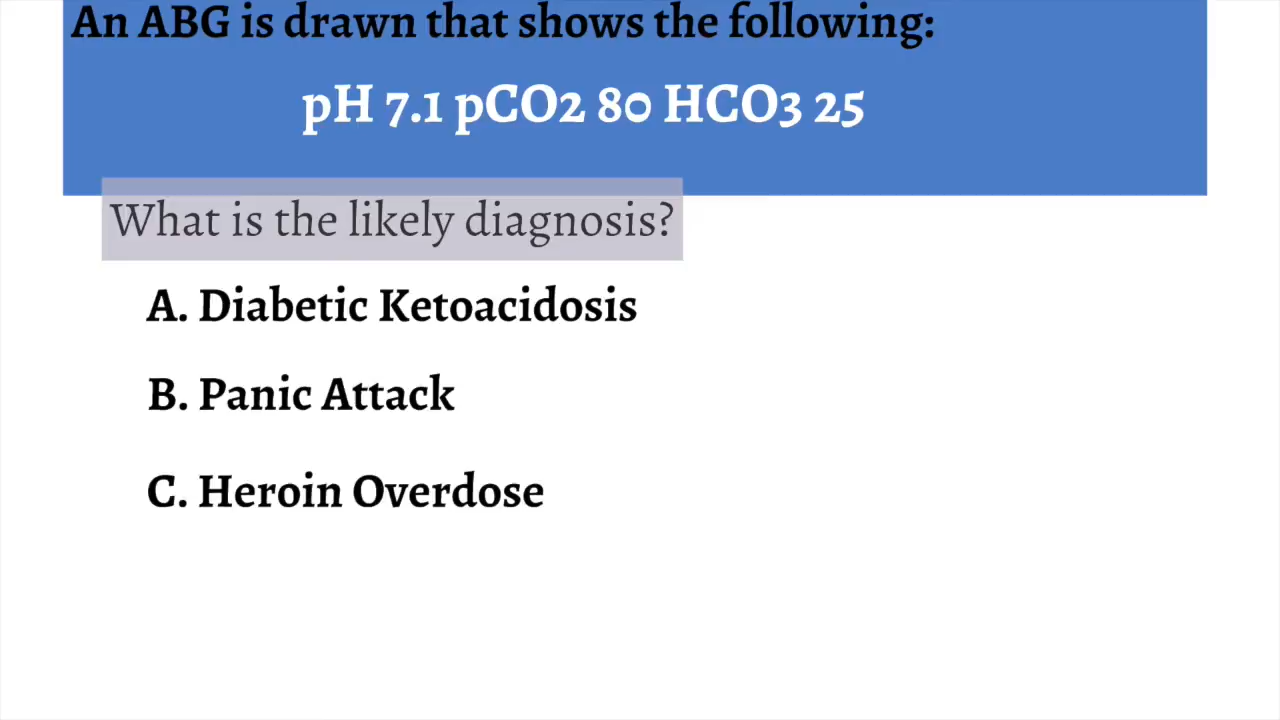 An ABG is drawn that shows the following:
pH 7.1 pCO2 80 HCO3 25
What is the likely diagnosis?
A. Diabetic Ketoacidosis
B. Panic Attack
C. Heroin Overdose